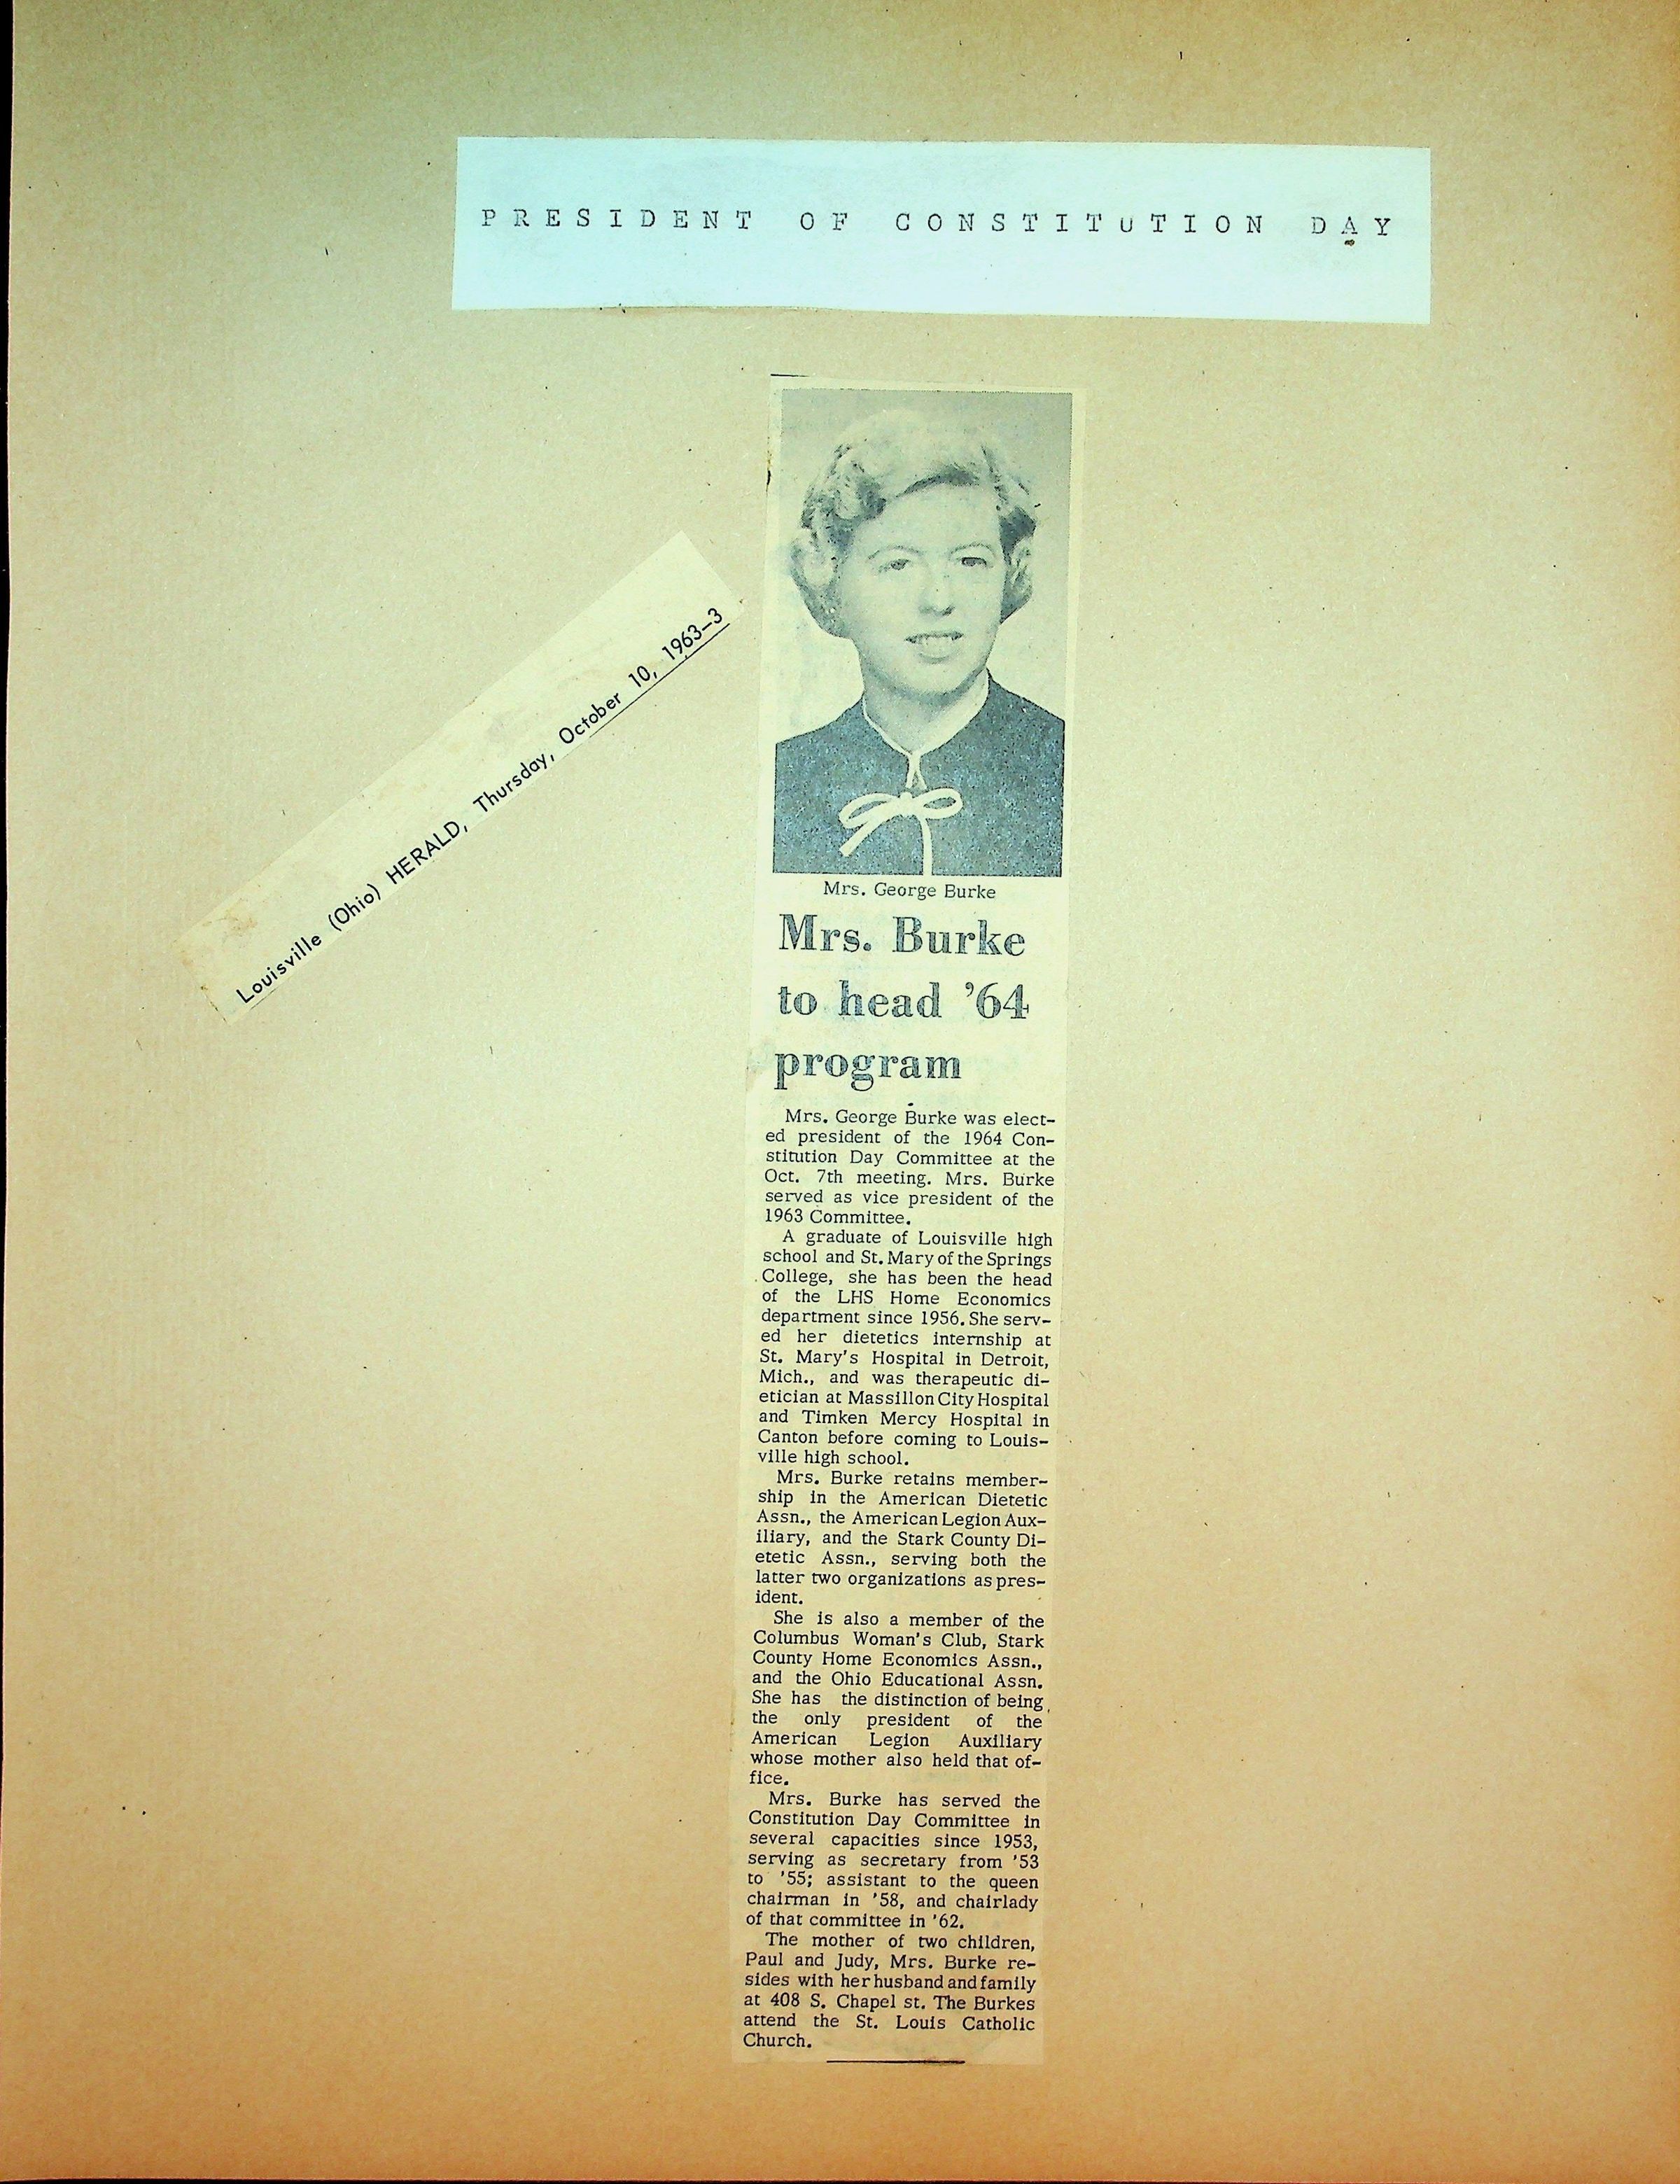 PRESIDENT OF CONSTITUTION DAY
Louisville (Ohio) HERALD, Thursday, October 10, 1963-3
Mrs. George Burke
Mrs. Burke
to head '64
program
Mrs. George Burke was elect-
ed president of the 1964 Con-
stitution Day Committee at the
Oct. 7th meeting. Mrs. Burke
served as vice president of the
1963 Committee.
A graduate of Louisville high
school and St. Mary of the Springs
College, she has been the head
of the LHS Home Economics
department since 1956. She serv-
ed her dietetics internship at
St. Mary's Hospital in Detroit,
Mich., and was therapeutic di-
etician at Massillon City Hospital
and Timken Mercy Hospital in
Canton before coming to Louis-
ville high school.
Mrs. Burke retains member-
ship in the American Dietetic
Assn., the American Legion Aux-
iliary, and the Stark County Di-
etetic Assn., serving both the
latter two organizations as pres-
ident.
She is also a member of the
Columbus Woman's Club, Stark
County Home Economics Assn.,
and the Ohio Educational Assn.
She has the distinction of being
the only president of the
American Legion Auxiliary
whose mother also held that of-
fice.
Mrs. Burke has served the
Constitution Day Committee in
several capacities since 1953,
serving as secretary from '53
to '55; assistant to the queen
chairman in '58, and chairlady
of that committee in '62.
The mother of two children,
Paul and Judy, Mrs. Burke re-
sides with her husband and family
at 408 S. Chapel st. The Burkes
attend the St. Louis Catholic
Church.